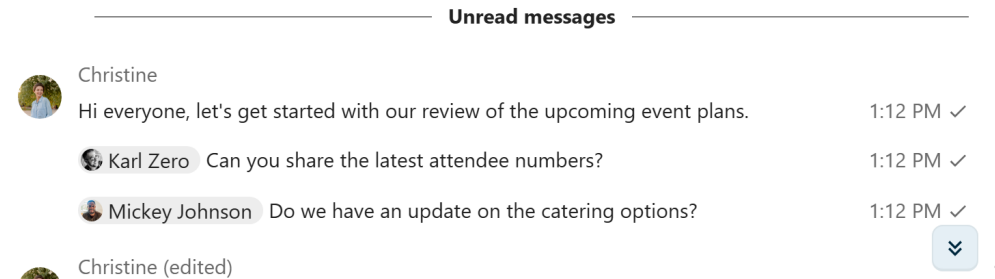 Unread messages
Christine
Hi everyone, let's get started with our review of the upcoming event plans. 1:12 PM
Karl Zero Can you share the latest attendee numbers? 1:12 PM
Mickey Johnson Do we have an update on the catering options? 1:12 PM
Christine (edited)